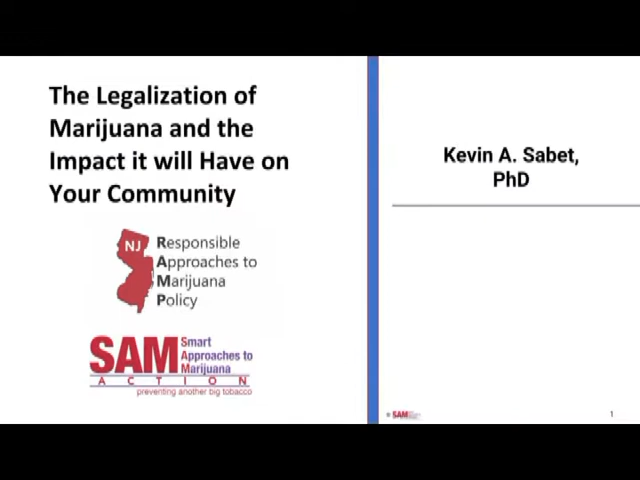 The Legalization of
Marijuana and the
Impact it will Have on
Your Community
NJ
Responsible
Approaches to
Marijuana
Policy
SAM
Smart
Approaches to
Marijuana
ACTION
preventing another big tobacco
Kevin A. Sabet,
PhD
SAM
1